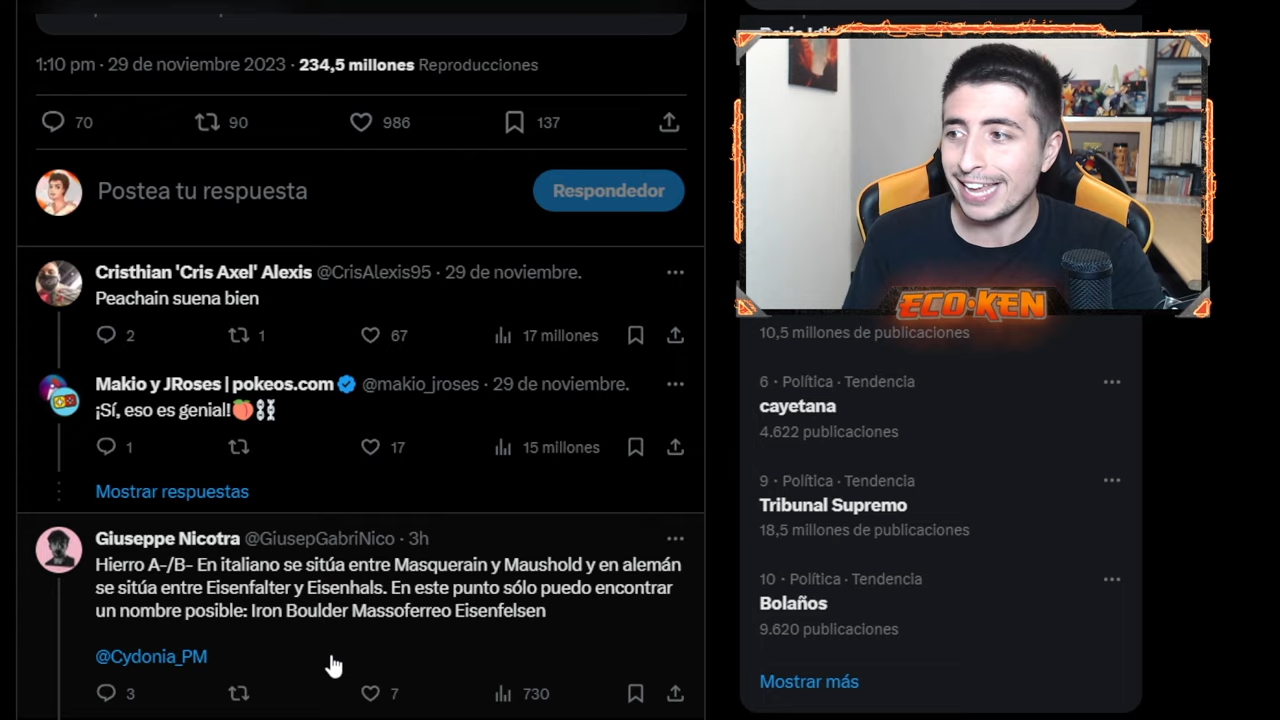 1:10 pm · 29 de noviembre 2023 · 234,5 millones Reproducciones
70 90 986 137
Postea tu respuesta
Respondedor
Cristhian 'Cris Axel' Alexis @CrisAlexis95 · 29 de noviembre.
Peachain suena bien
2 1 67 17 millones
Makio y JRoses | pokeos.com @makio_jroses · 29 de noviembre.
¡Sí, eso es genial!🍑⛓
1 17 15 millones
Mostrar respuestas
Giuseppe Nicotra @GiusepGabriNico · 3h
Hierro A-/B- En italiano se sitúa entre Masquerain y Maushold y en alemán
se sitúa entre Eisenfalter y Eisenhals. En este punto sólo puedo encontrar
un nombre posible: Iron Boulder Massoferreo Eisenfelsen
@Cydonia_PM
3 7 730
ECO·KEN
10,5 millones de publicaciones
6 · Política · Tendencia
cayetana
4.622 publicaciones
9 · Política · Tendencia
Tribunal Supremo
18,5 millones de publicaciones
10 · Política · Tendencia
Bolaños
9.620 publicaciones
Mostrar más